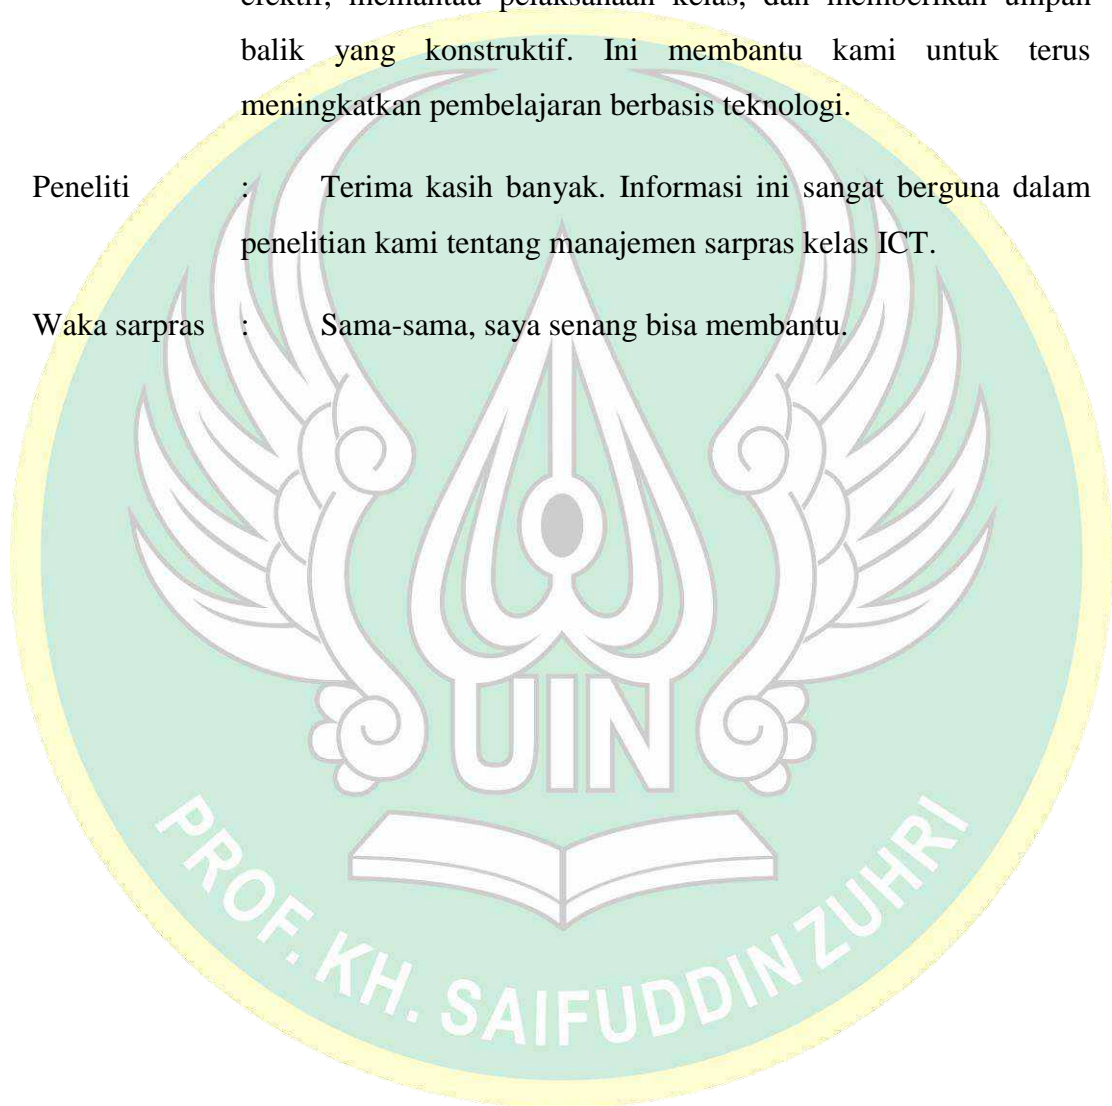 efektif, memantau pelaksanaan kelas, dan memberikan umpan
balik yang konstruktif. Ini membantu kami untuk terus
meningkatkan pembelajaran berbasis teknologi.
Peneliti : Terima kasih banyak. Informasi ini sangat berguna dalam
penelitian kami tentang manajemen sarpras kelas ICT.
Waka sarpras : Sama-sama, saya senang bisa membantu.
UIN
PROF. KH. SAIFUDDIN ZUHRI